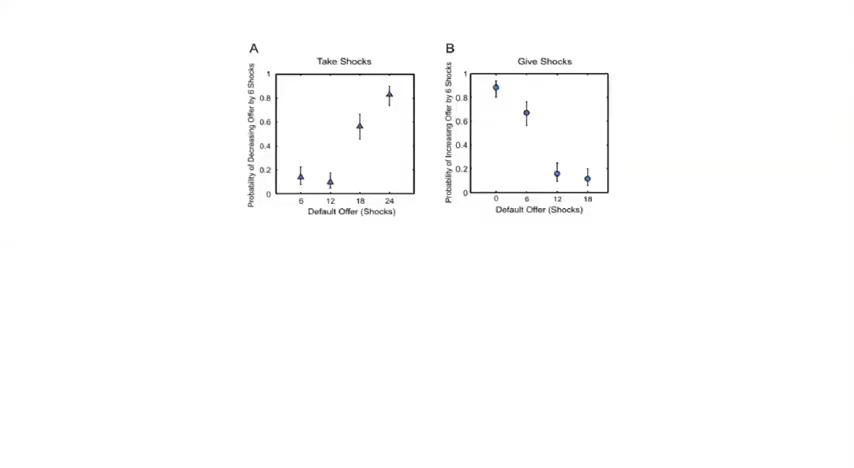 A
Take Shocks
Probability of Decreasing Offer by 6 Shocks
1
0.8
0.6
0.4
0.2
0
6 12 18 24
Default Offer (Shocks)
B
Give Shocks
Probability of Increasing Offer by 6 Shocks
1
0.8
0.6
0.4
0.2
0
0 6 12 18
Default Offer (Shocks)